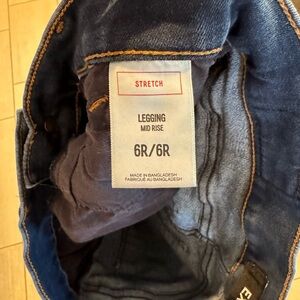 STRETCH
LEGGING
MID RISE
6R/6R
MADE IN BANGLADESH
FABRIQUÉ AU BANGLADESH